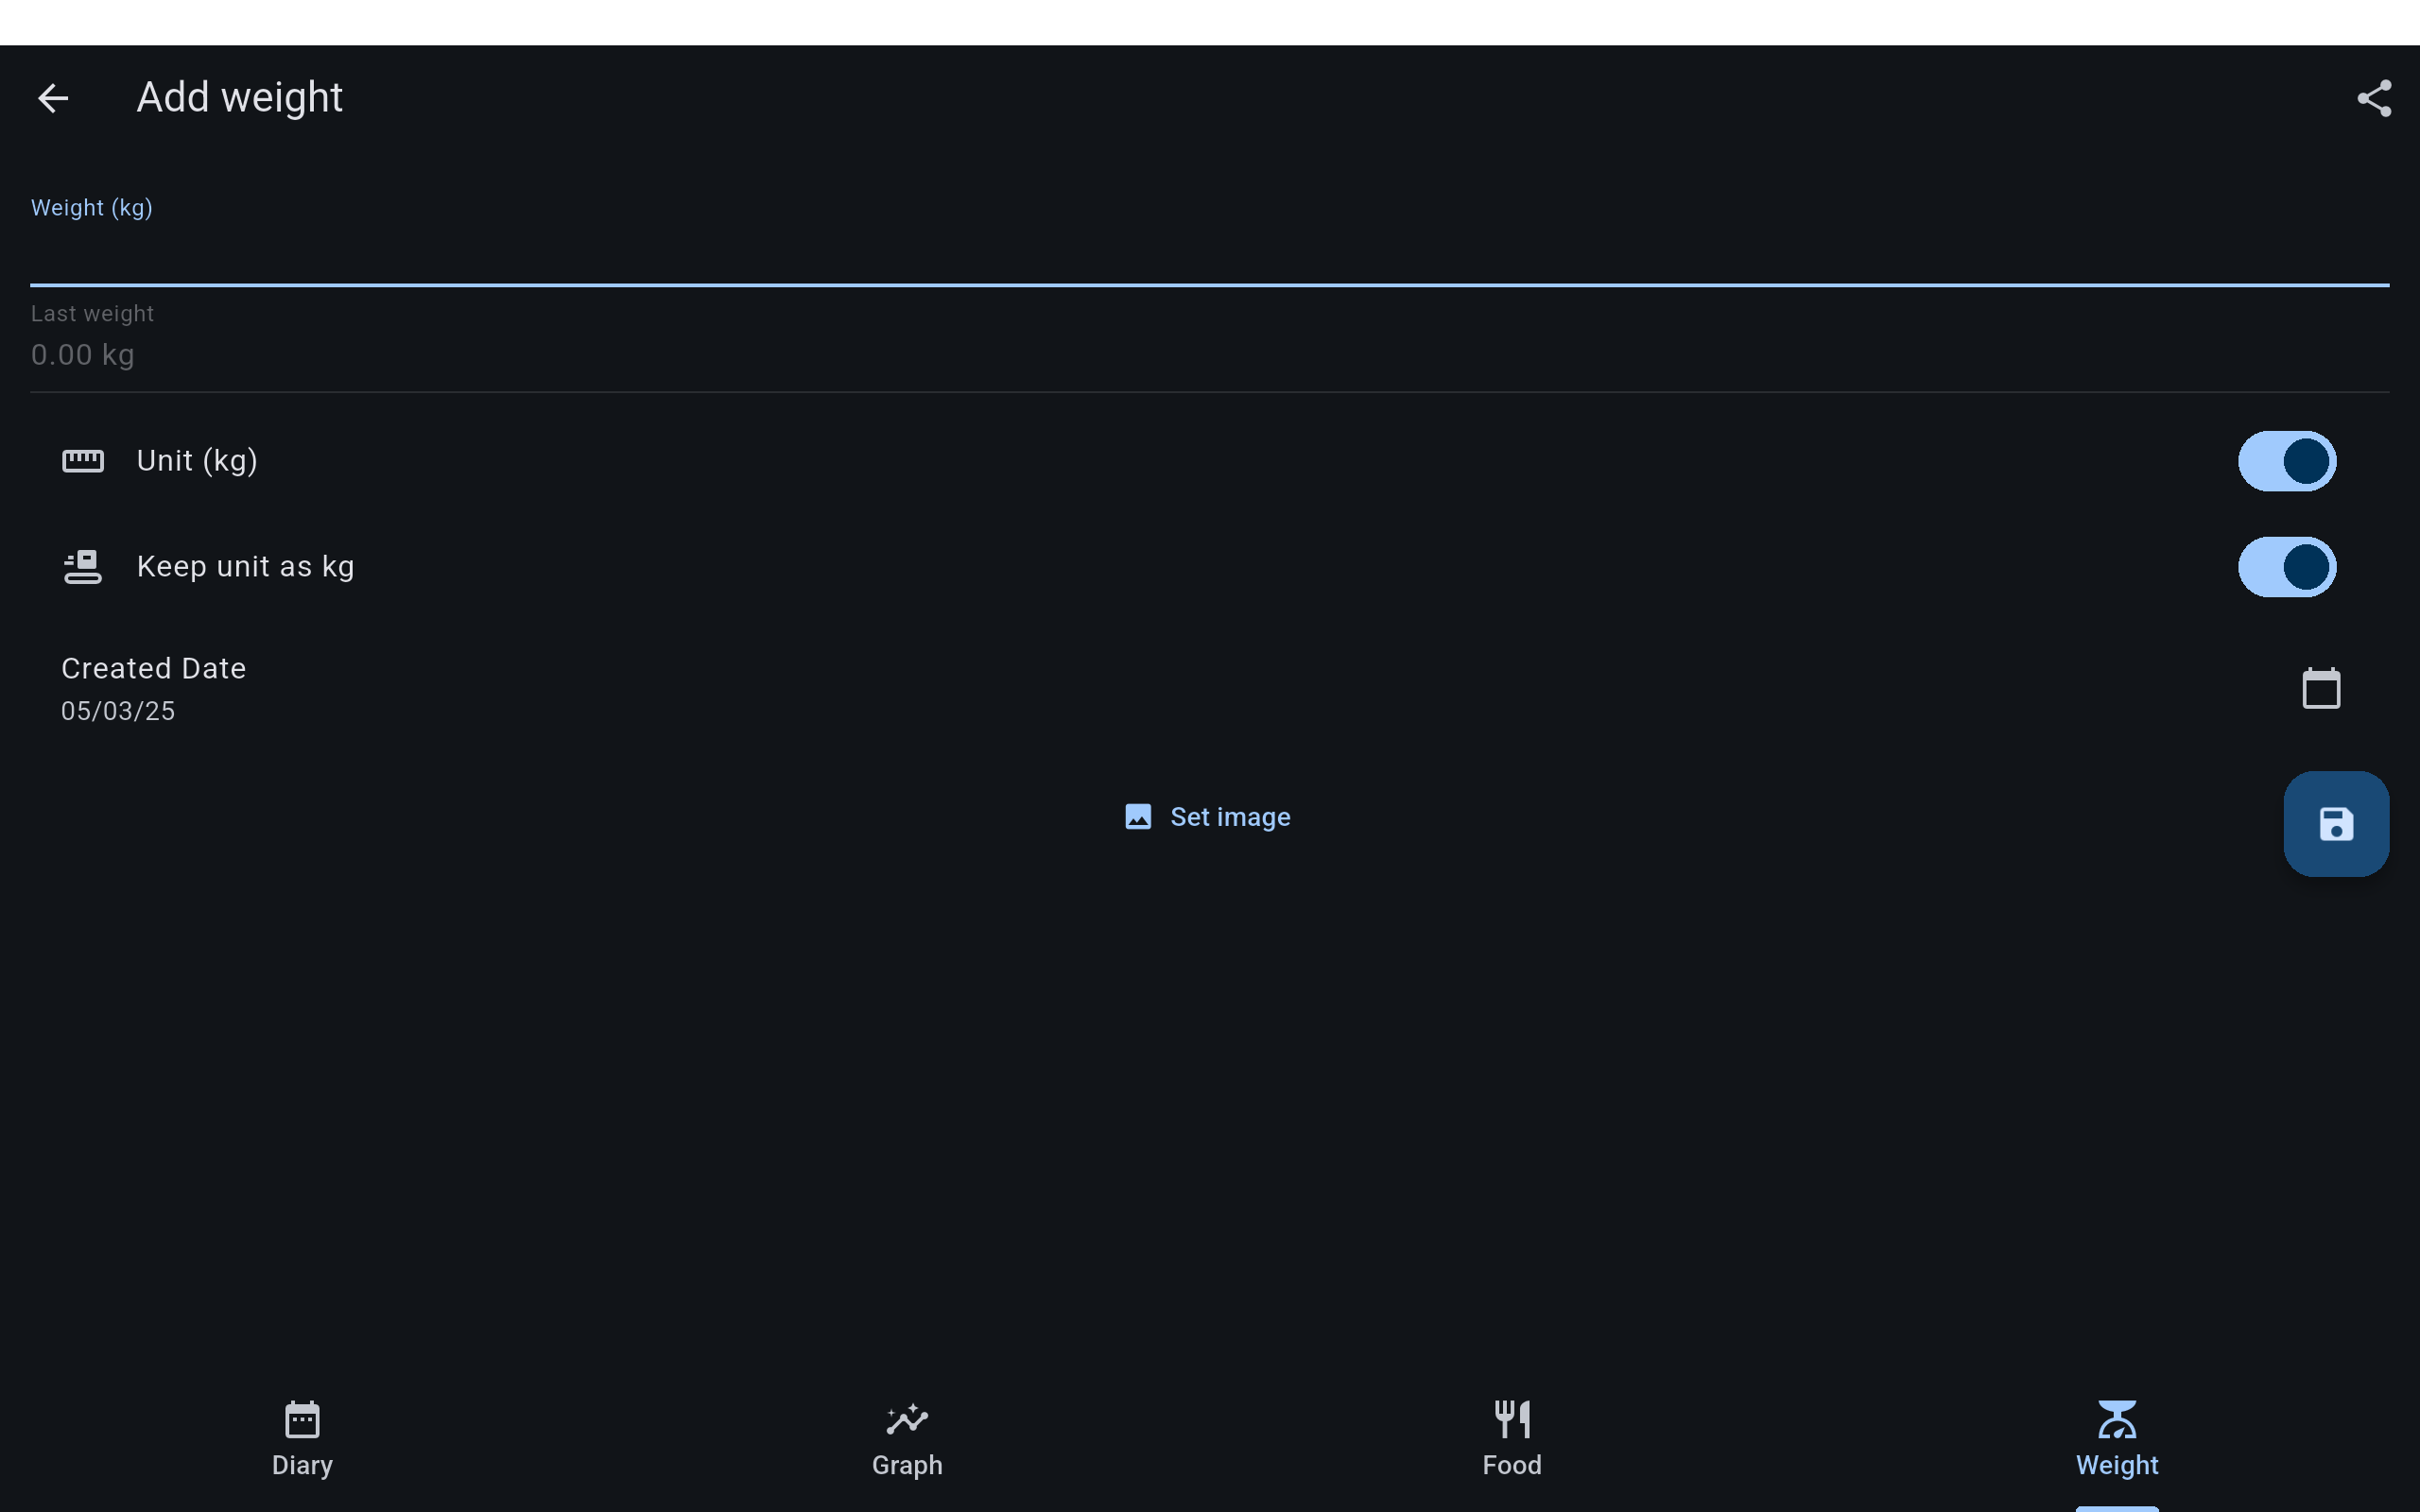 Add weight
Weight (kg)
Last weight
0.00 kg
Unit (kg)
Keep unit as kg
Created Date
05/03/25
Set image
Diary
Graph
Food
Weight